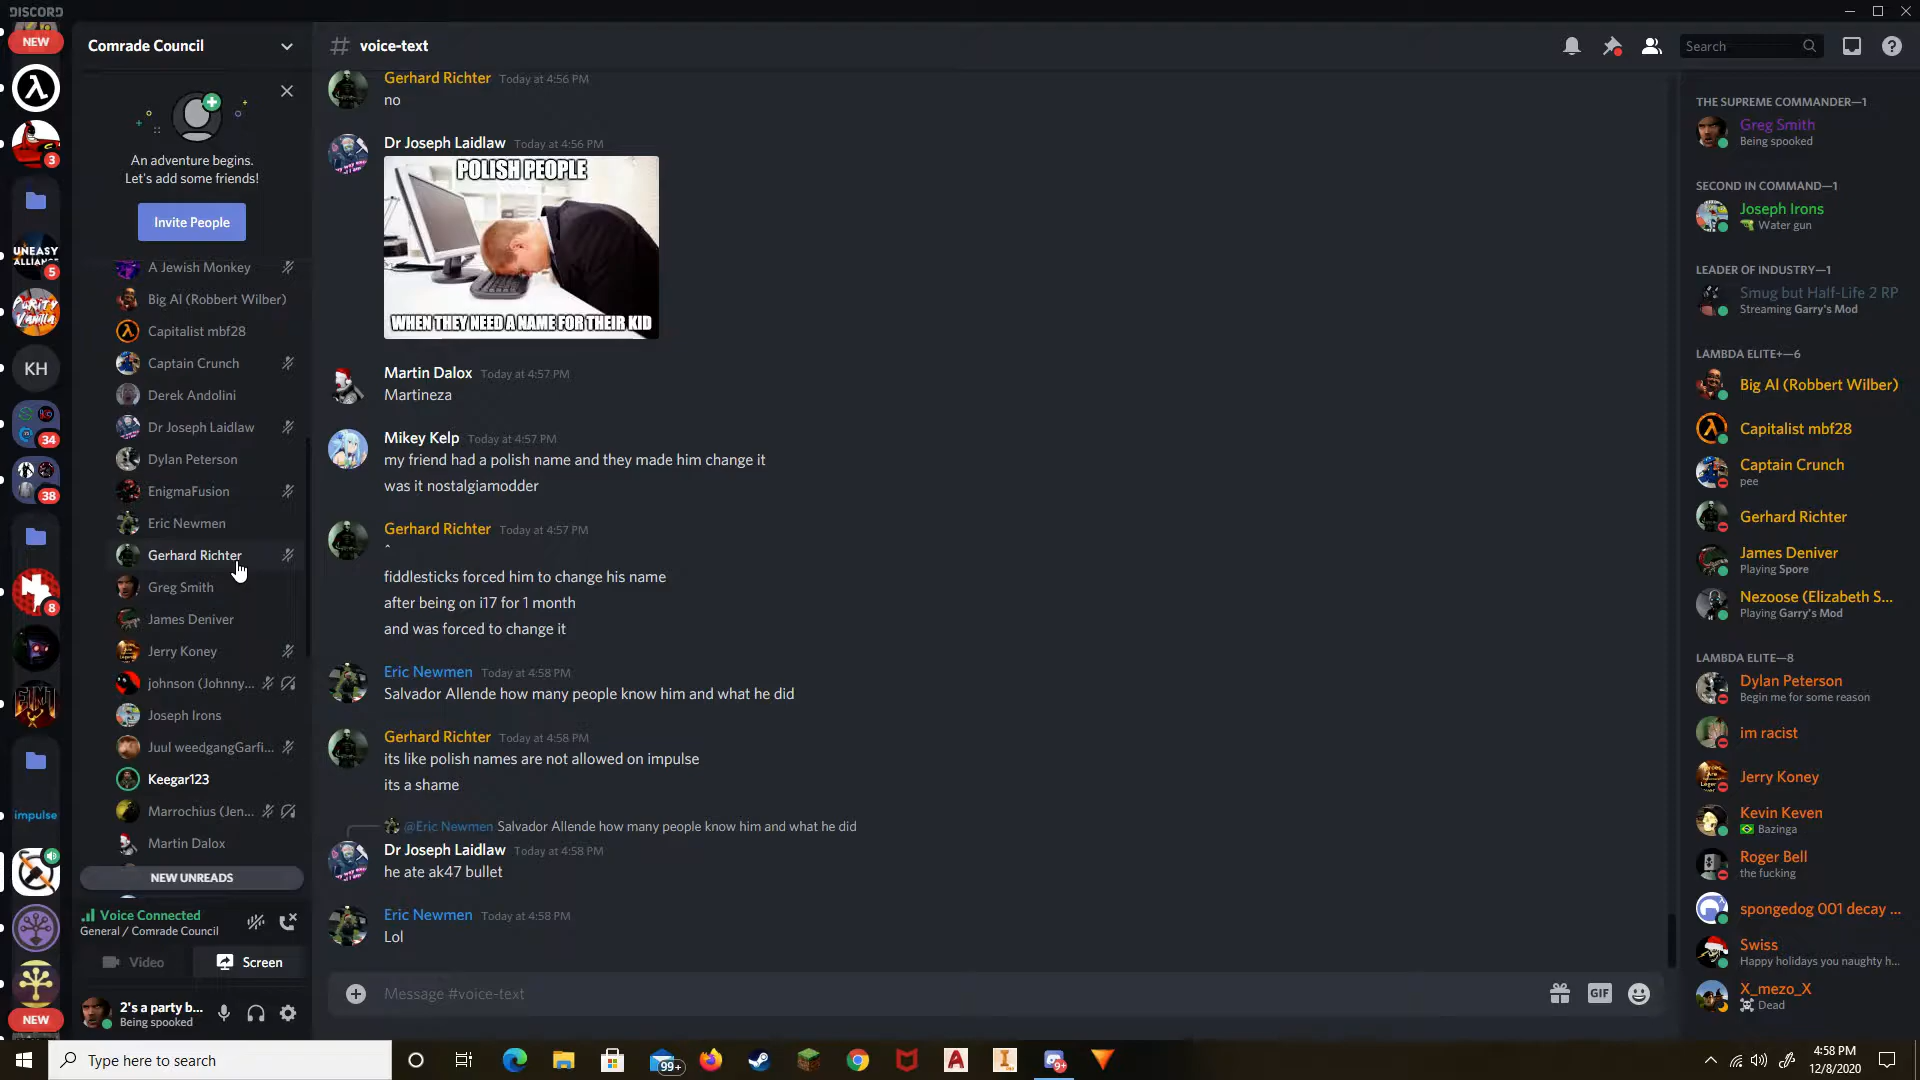 DISCORD
NEW
3
UNEASY
ALLIANCE
5
Purity
Vanilla
KH
34
38
8
impulse
NEW
Comrade Council
An adventure begins.
Let's add some friends!
Invite People
A Jewish Monkey
Big Al (Robbert Wilber)
Capitalist mbf28
Captain Crunch
Derek Andolini
Dr Joseph Laidlaw
Dylan Peterson
EnigmaFusion
Eric Newmen
Gerhard Richter
Greg Smith
James Deniver
Jerry Koney
johnson (Johnny...
Joseph Irons
Juul weedgangGarfi...
Keegar123
Marrochius (Jen...
Martin Dalox
NEW UNREADS
Voice Connected
General / Comrade Council
Video
Screen
2's a party b...
Being spooked
# voice-text
Search
Gerhard Richter Today at 4:56 PM
no
Dr Joseph Laidlaw Today at 4:56 PM
POLISH PEOPLE
WHEN THEY NEED A NAME FOR THEIR KID
Martin Dalox Today at 4:57 PM
Martineza
Mikey Kelp Today at 4:57 PM
my friend had a polish name and they made him change it
was it nostalgiamodder
Gerhard Richter Today at 4:57 PM
^
fiddlesticks forced him to change his name
after being on i17 for 1 month
and was forced to change it
Eric Newmen Today at 4:58 PM
Salvador Allende how many people know him and what he did
Gerhard Richter Today at 4:58 PM
its like polish names are not allowed on impulse
its a shame
@Eric Newmen Salvador Allende how many people know him and what he did
Dr Joseph Laidlaw Today at 4:58 PM
he ate ak47 bullet
Eric Newmen Today at 4:58 PM
Lol
Message #voice-text
GIF
THE SUPREME COMMANDER—1
Greg Smith
Being spooked
SECOND IN COMMAND—1
Joseph Irons
Water gun
LEADER OF INDUSTRY—1
Smug but Half-Life 2 RP
Streaming Garry's Mod
LAMBDA ELITE+—6
Big Al (Robbert Wilber)
Capitalist mbf28
Captain Crunch
pee
Gerhard Richter
James Deniver
Playing Spore
Nezoose (Elizabeth S...
Playing Garry's Mod
LAMBDA ELITE—8
Dylan Peterson
Begin me for some reason
im racist
Jerry Koney
Kevin Keven
Bazinga
Roger Bell
the fucking
spongedog 001 decay ...
Swiss
Happy holidays you naughty h...
X_mezo_X
Dead
Type here to search
99+
9+
4:58 PM
12/8/2020